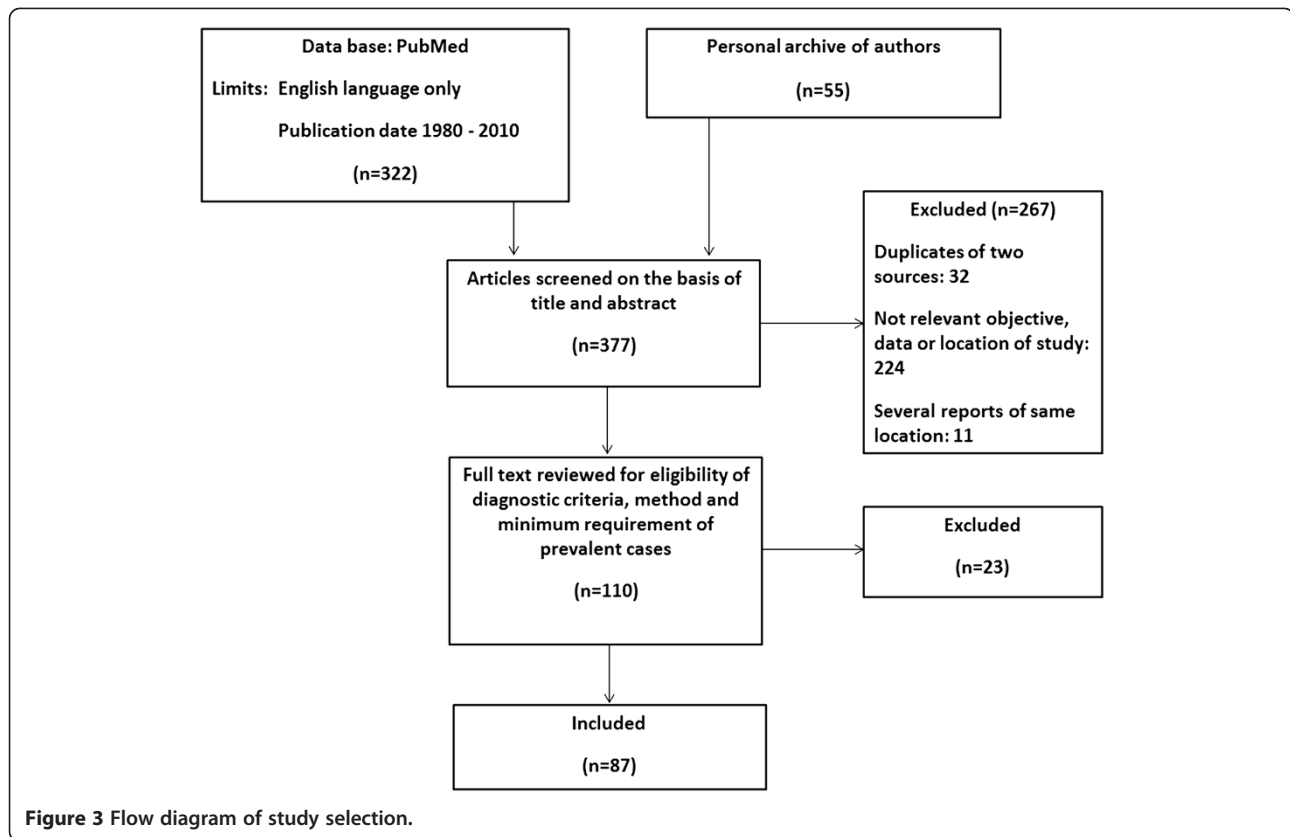 Data base: PubMed
Limits: English language only
Publication date 1980 - 2010
(n=322)
Personal archive of authors
(n=55)
Articles screened on the basis of
title and abstract
(n=377)
Excluded (n=267)
Duplicates of two
sources: 32
Not relevant objective,
data or location of study:
224
Several reports of same
location: 11
Full text reviewed for eligibility of
diagnostic criteria, method and
minimum requirement of
prevalent cases
(n=110)
Excluded
(n=23)
Included
(n=87)
Figure 3 Flow diagram of study selection.